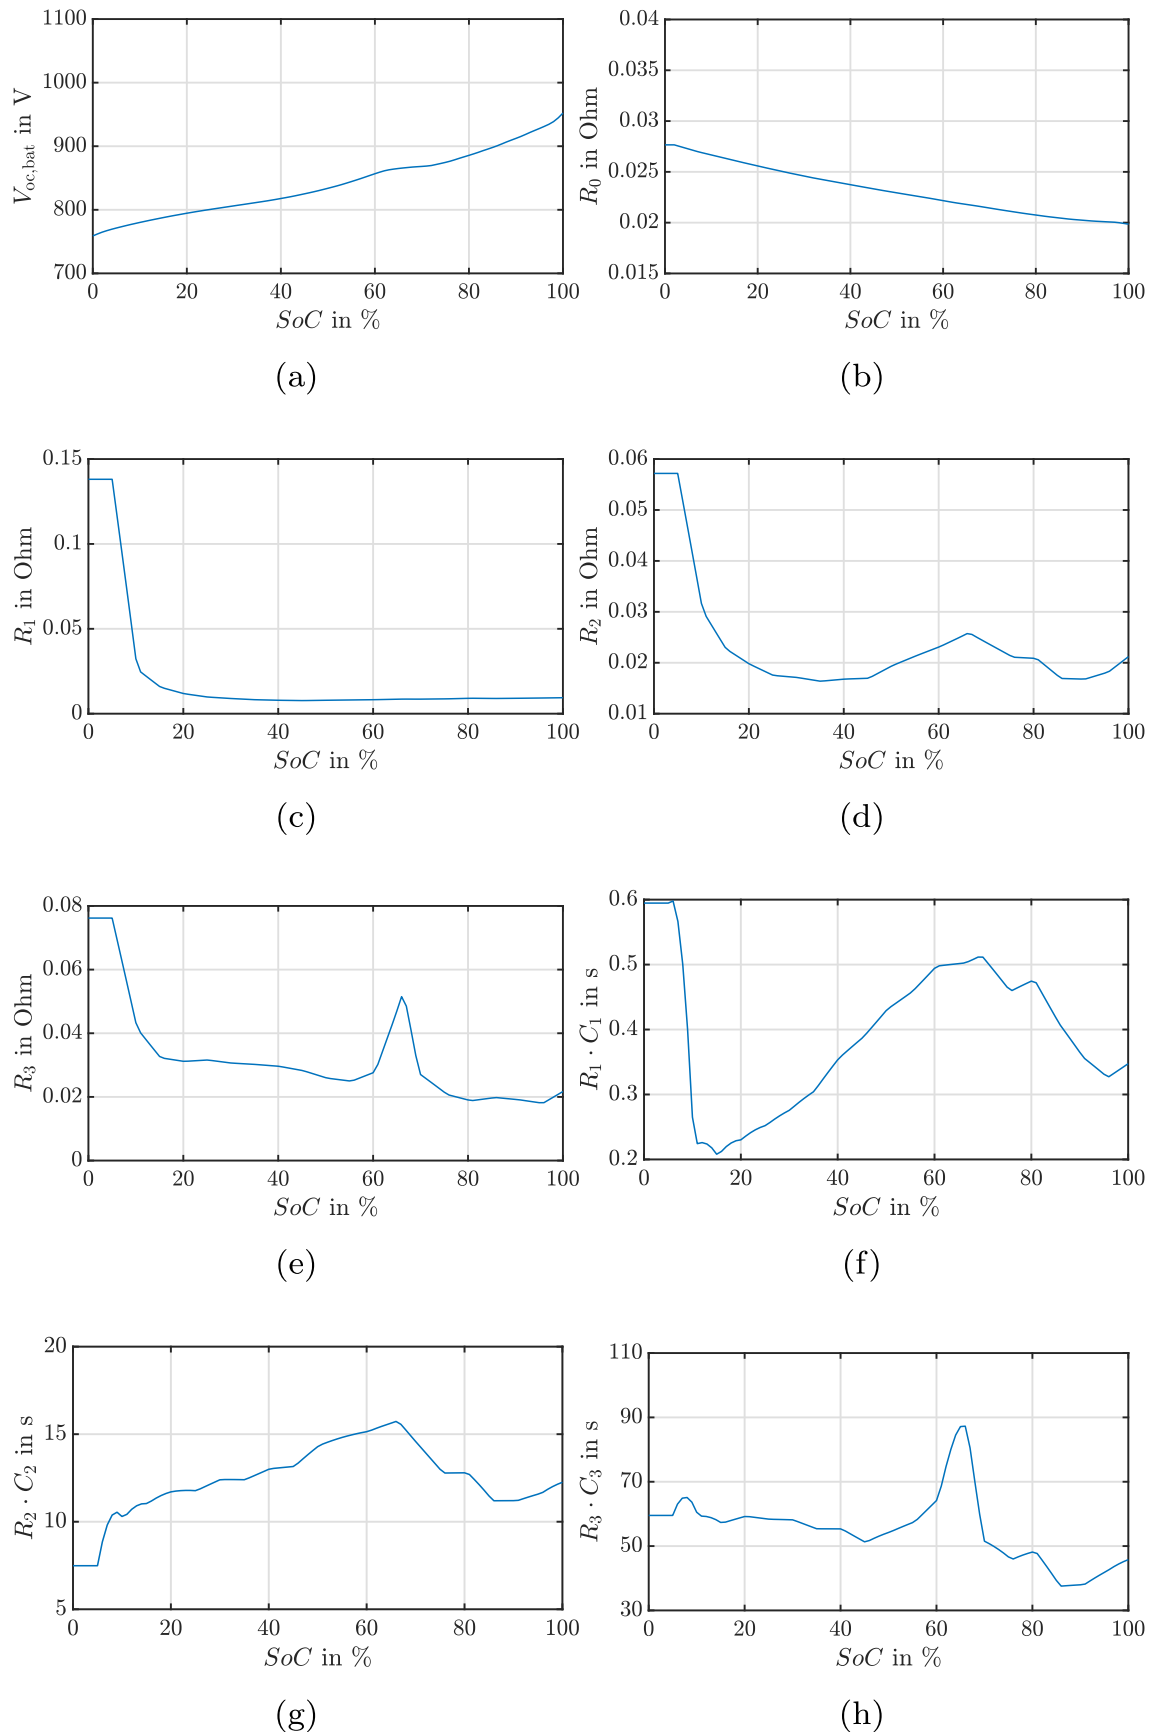 1100
1000
900
800
700
V_oc,bat in V
0 20 40 60 80 100
SoC in %
(a)
0.04
0.035
0.03
0.025
0.02
0.015
R_0 in Ohm
0 20 40 60 80 100
SoC in %
(b)
0.15
0.1
0.05
0
R_1 in Ohm
0 20 40 60 80 100
SoC in %
(c)
0.06
0.05
0.04
0.03
0.02
0.01
R_2 in Ohm
0 20 40 60 80 100
SoC in %
(d)
0.08
0.06
0.04
0.02
0
R_3 in Ohm
0 20 40 60 80 100
SoC in %
(e)
0.6
0.5
0.4
0.3
0.2
R_1 · C_1 in s
0 20 40 60 80 100
SoC in %
(f)
20
15
10
5
R_2 · C_2 in s
0 20 40 60 80 100
SoC in %
(g)
110
90
70
50
30
R_3 · C_3 in s
0 20 40 60 80 100
SoC in %
(h)